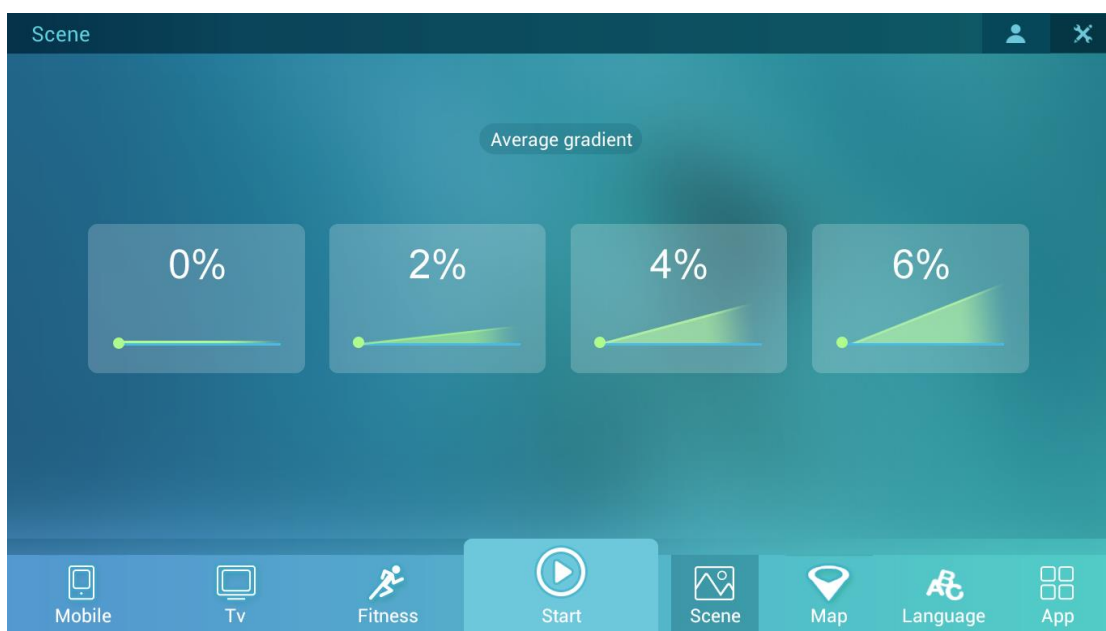 Scene
Average gradient
0% 2% 4% 6%
Mobile Tv Fitness Start Scene Map Language App